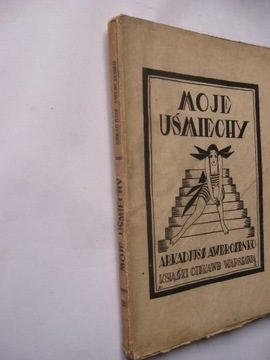 MOJE
UŚMIECHY
ARKADJUSZ AWERCZENKO
KSIĄŻKI CIEKAWE WARSZAWA
MOJE UŚMIECHY